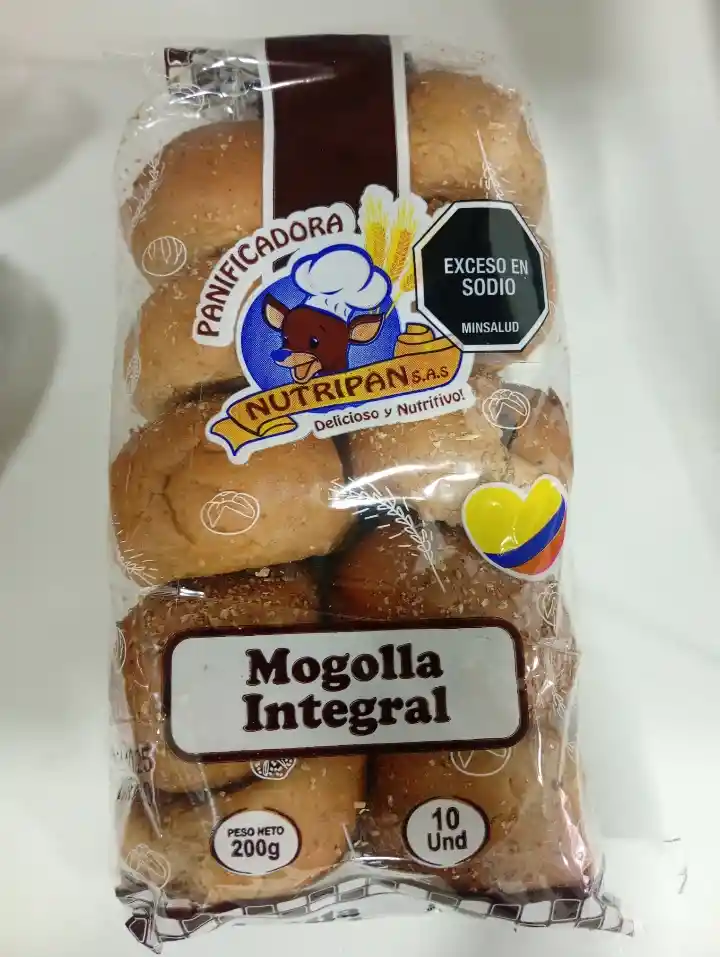 PANIFICADORA
NUTRIPAN S.A.S
Delicioso y Nutritivo!
EXCESO EN
SODIO
MINSALUD
Mogolla
Integral
PESO NETO
200g
10
Und